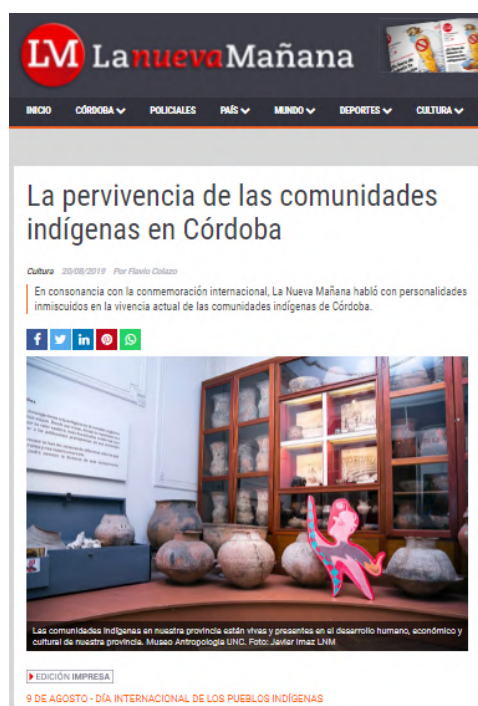 LM LanuevaMañana
INICIO CÓRDOBA POLICIALES PAÍS MUNDO DEPORTES CULTURA
La pervivencia de las comunidades
indígenas en Córdoba
Cultura 20/08/2019 Por Flavio Colazo
En consonancia con la conmemoración internacional, La Nueva Mañana habló con personalidades
inmiscuidos en la vivencia actual de las comunidades indígenas de Córdoba.
Las comunidades indígenas en nuestra provincia están vivas y presentes en el desarrollo humano, económico y
cultural de nuestra provincia. Museo Antropología UNC. Foto: Javier Imaz LNM
EDICIÓN IMPRESA
9 DE AGOSTO - DÍA INTERNACIONAL DE LOS PUEBLOS INDÍGENAS